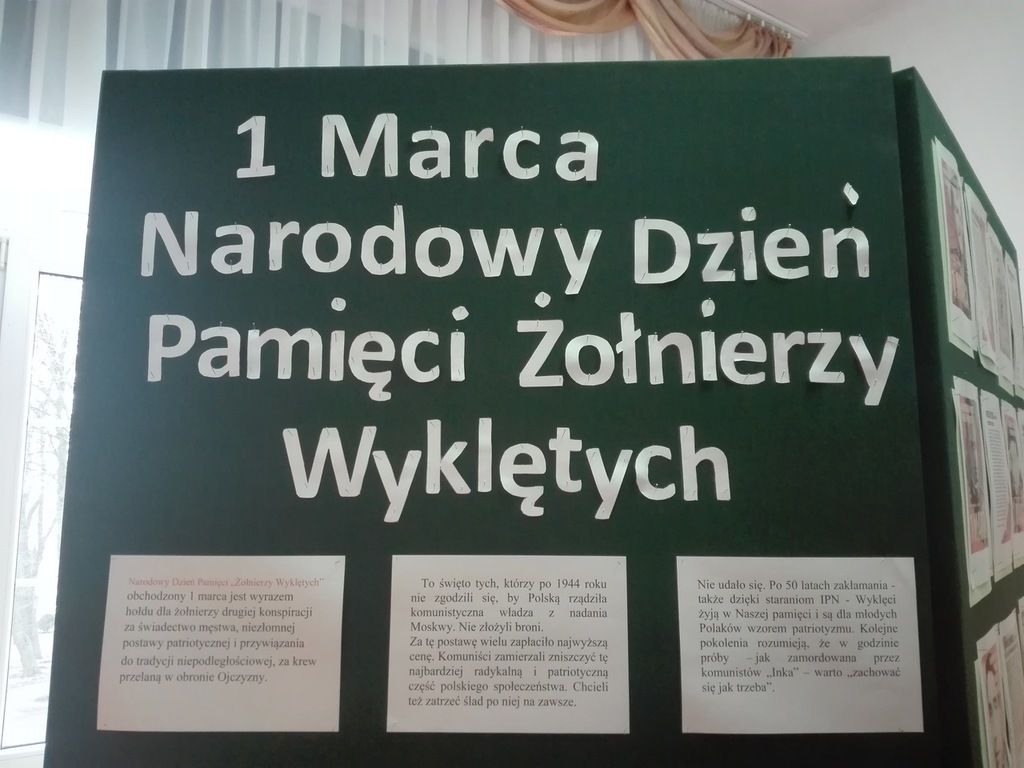 1 Marca
Narodowy Dzień
Pamięci Żołnierzy
Wyklętych
Narodowy Dzień Pamięci „Żołnierzy Wyklętych”
obchodzony 1 marca jest wyrazem
hołdu dla żołnierzy drugiej konspiracji
za świadectwo męstwa, niezłomnej
postawy patriotycznej i przywiązania
do tradycji niepodległościowej, za krew
przelaną w obronie Ojczyzny.
To święto tych, którzy po 1944 roku
nie zgodzili się, by Polską rządziła
komunistyczna władza z nadania
Moskwy. Nie złożyli broni.
Za tę postawę wielu zapłaciło najwyższą
cenę. Komuniści zamierzali zniszczyć tę
najbardziej radykalną i patriotyczną
część polskiego społeczeństwa. Chcieli
też zatrzeć ślad po niej na zawsze.
Nie udało się. Po 50 latach zakłamania -
także dzięki staraniom IPN - Wyklęci
żyją w Naszej pamięci i są dla młodych
Polaków wzorem patriotyzmu. Kolejne
pokolenia rozumieją, że w godzinie
próby –jak zamordowana przez
komunistów „Inka” – warto „zachować
się jak trzeba”.